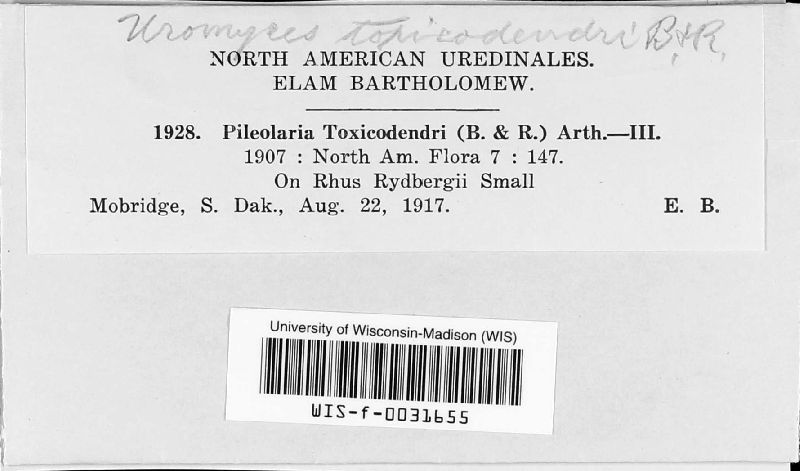 Uromyces toxicodendri B. & R.
NORTH AMERICAN UREDINALES.
ELAM BARTHOLOMEW.
1928. Pileolaria Toxicodendri (B. & R.) Arth.—III.
1907 : North Am. Flora 7 : 147.
On Rhus Rydbergii Small
Mobridge, S. Dak., Aug. 22, 1917. E. B.
University of Wisconsin-Madison (WIS)
WIS-f-0031655